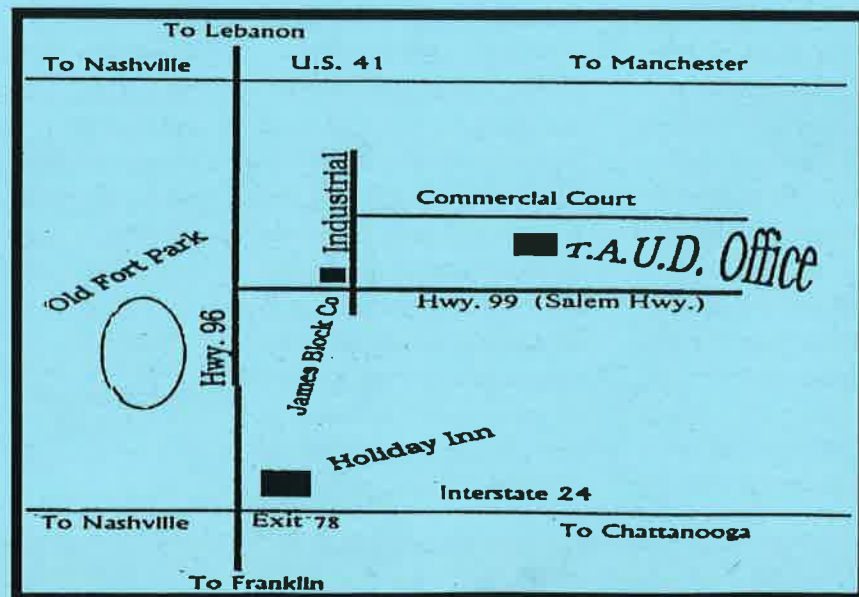 To Lebanon
To Nashville
U.S. 41
To Manchester
Industrial
Commercial Court
T.A.U.D. Office
Old Fort Park
Hwy. 96
Hwy. 99 (Salem Hwy.)
James Block Co
Holiday Inn
Interstate 24
To Nashville
Exit 78
To Chattanooga
To Franklin